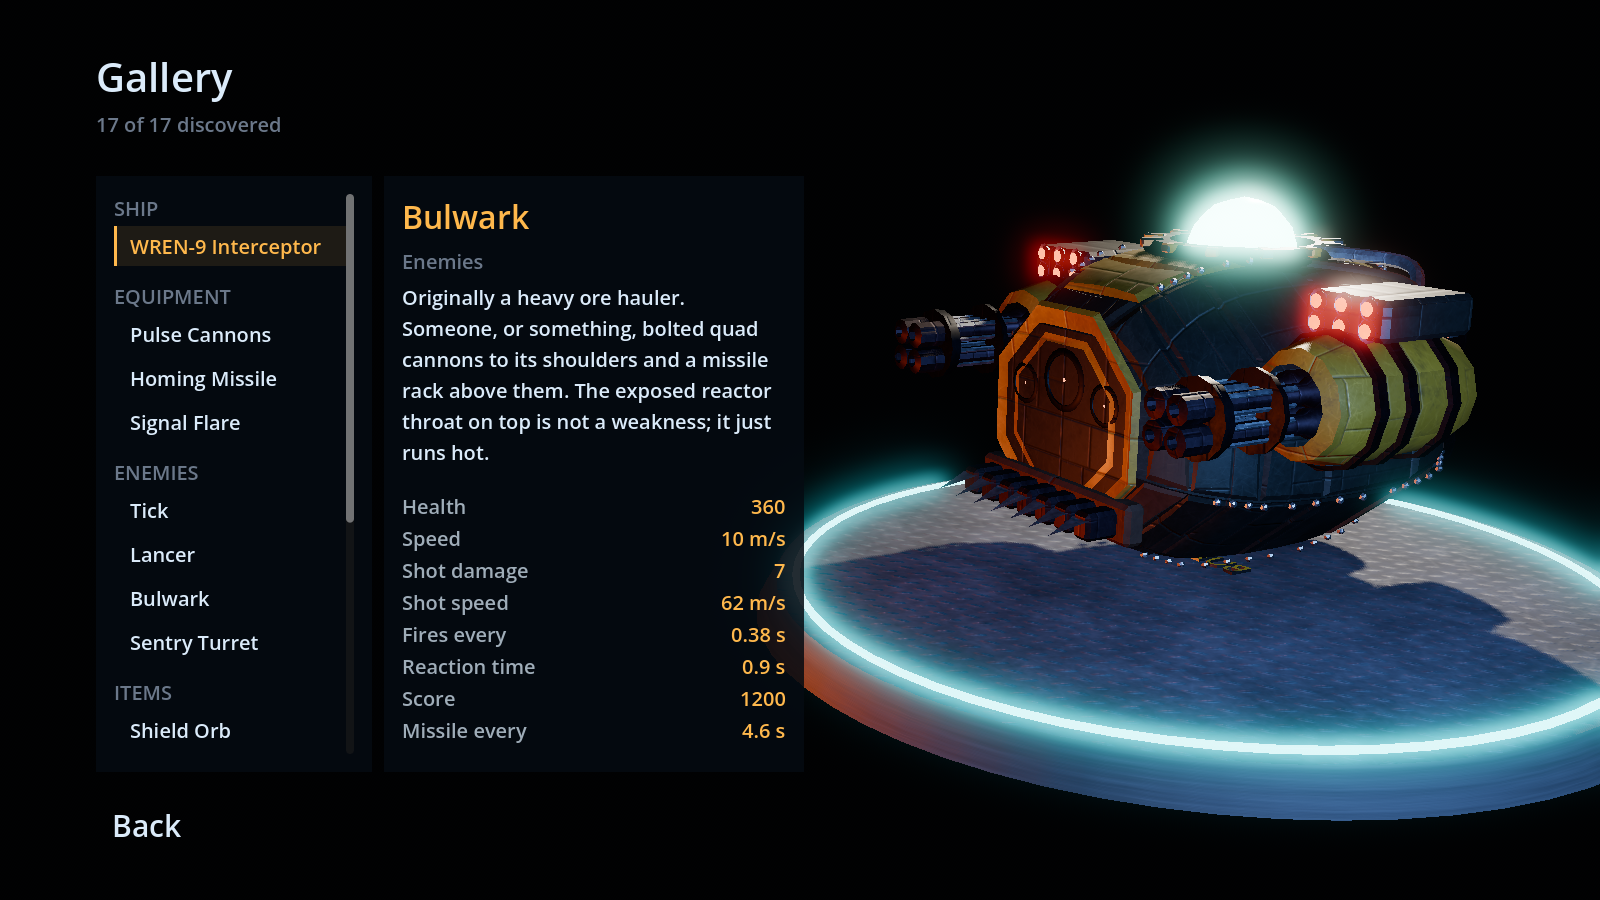 Gallery
17 of 17 discovered
SHIP
WREN-9 Interceptor
EQUIPMENT
Pulse Cannons
Homing Missile
Signal Flare
ENEMIES
Tick
Lancer
Bulwark
Sentry Turret
ITEMS
Shield Orb
Bulwark
Enemies
Originally a heavy ore hauler.
Someone, or something, bolted quad
cannons to its shoulders and a missile
rack above them. The exposed reactor
throat on top is not a weakness; it just
runs hot.
Health 360
Speed 10 m/s
Shot damage 7
Shot speed 62 m/s
Fires every 0.38 s
Reaction time 0.9 s
Score 1200
Missile every 4.6 s
Back